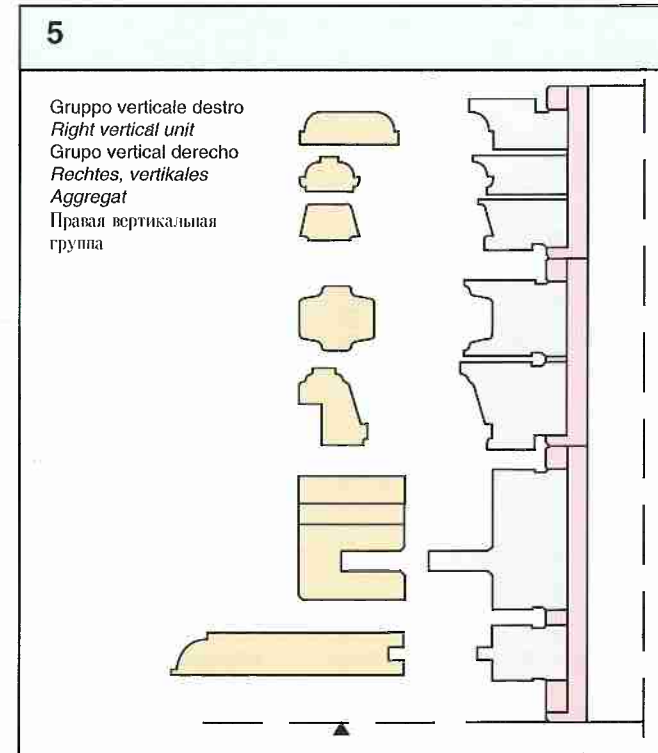 5
Gruppo verticale destro
Right vertical unit
Grupo vertical derecho
Rechtes, vertikales
Aggregat
Правая вертикальная
группа